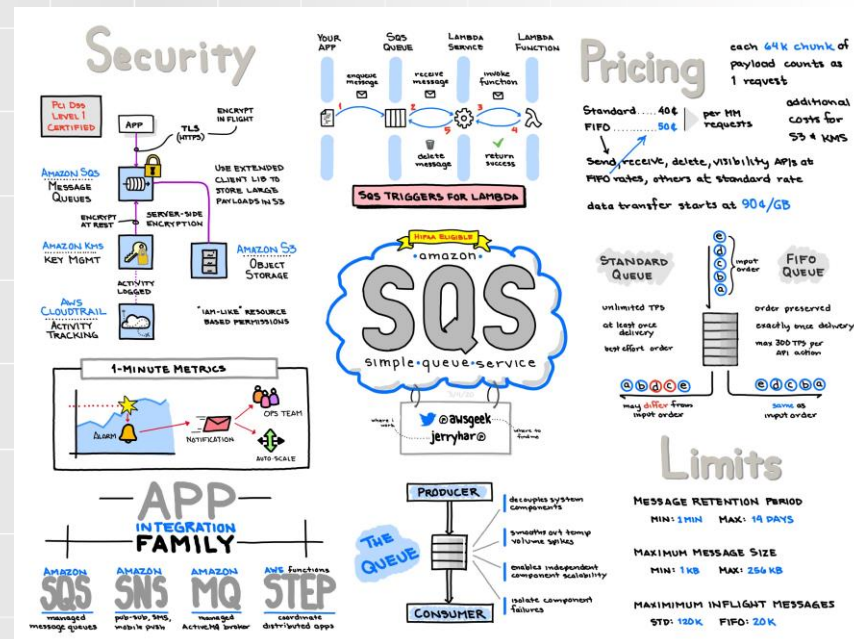 Security
PCI DSS
LEVEL 1
CERTIFIED
APP
TLS
(HTTPS)
ENCRYPT
IN FLIGHT
AMAZON SQS
MESSAGE
QUEUES
USE EXTENDED
CLIENT LIB TO
STORE LARGE
PAYLOADS IN S3
ENCRYPT
AT REST
SERVER-SIDE
ENCRYPTION
AMAZON KMS
KEY MGMT
AMAZON S3
OBJECT
STORAGE
ACTIVITY
LOGGED
AWS
CLOUDTRAIL
ACTIVITY
TRACKING
"IAM-LIKE" RESOURCE
BASED PERMISSIONS
1-MINUTE METRICS
ALARM
NOTIFICATION
OPS TEAM
AUTO-SCALE
APP
INTEGRATION
FAMILY
AMAZON
SQS
managed
message queues
AMAZON
SNS
pub-sub, SMS,
mobile push
AMAZON
MQ
managed
ActiveMQ broker
AWS functions
STEP
coordinate
distributed apps
YOUR
APP
SQS
QUEUE
LAMBDA
SERVICE
LAMBDA
FUNCTION
enqueue
message
receive
message
invoke
function
1
2
3
5
4
delete
message
return
success
SQS TRIGGERS FOR LAMBDA
HIPAA ELIGIBLE
amazon
SQS
simple•queue•service
where i
work
@awsgeek
jerryhar@
where to
find me
THE
QUEUE
PRODUCER
CONSUMER
decouples system
components
smooths out temp
volume spikes
enables independent
component scalability
isolate component
failures
Pricing
each 64K chunk of
payload counts as
1 request
Standard.....40¢
FIFO.........50¢
per MM
requests
additional
costs for
S3 & KMS
Send, receive, delete, visibility APIs at
FIFO rates, others at standard rate
data transfer starts at 90¢/GB
STANDARD
QUEUE
unlimited TPS
at least once
delivery
best effort order
e
d
c
b
a
input
order
FIFO
QUEUE
order preserved
exactly once delivery
max 300 TPS per
API action
a b d c e
may differ from
input order
e d c b a
same as
input order
Limits
MESSAGE RETENTION PERIOD
MIN: 1 MIN MAX: 14 DAYS
MAXIMUM MESSAGE SIZE
MIN: 1 KB MAX: 256 KB
MAXIMIMUM INFLIGHT MESSAGES
STD: 120K FIFO: 20K